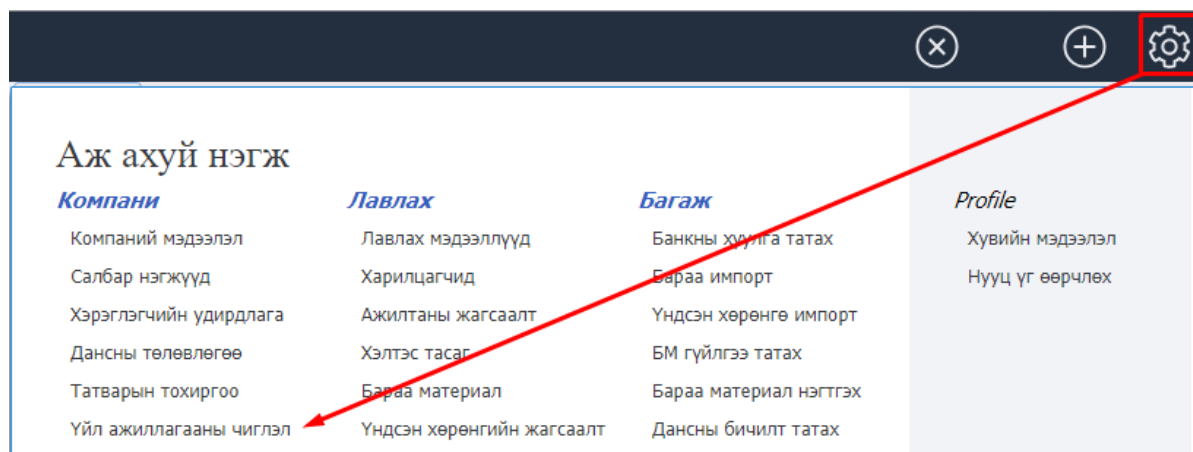 Аж ахуй нэгж
Компани
Компаний мэдээлэл
Салбар нэгжүүд
Хэрэглэгчийн удирдлага
Дансны төлөвлөгөө
Татварын тохиргоо
Үйл ажиллагааны чиглэл
Лавлах
Лавлах мэдээллүүд
Харилцагчид
Ажилтаны жагсаалт
Хэлтэс тасаг
Бараа материал
Үндсэн хөрөнгийн жагсаалт
Багаж
Банкны хуулга татах
Бараа импорт
Үндсэн хөрөнгө импорт
БМ гүйлгээ татах
Бараа материал нэгтгэх
Дансны бичилт татах
Profile
Хувийн мэдээлэл
Нууц үг өөрчлөх